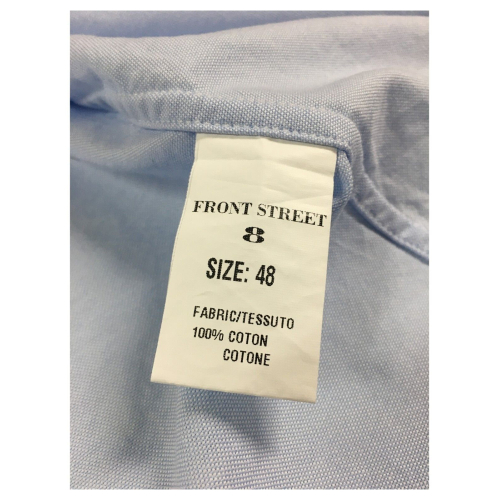 FRONT STREET
8
SIZE: 48
FABRIC/TESSUTO
100% COTON
COTONE